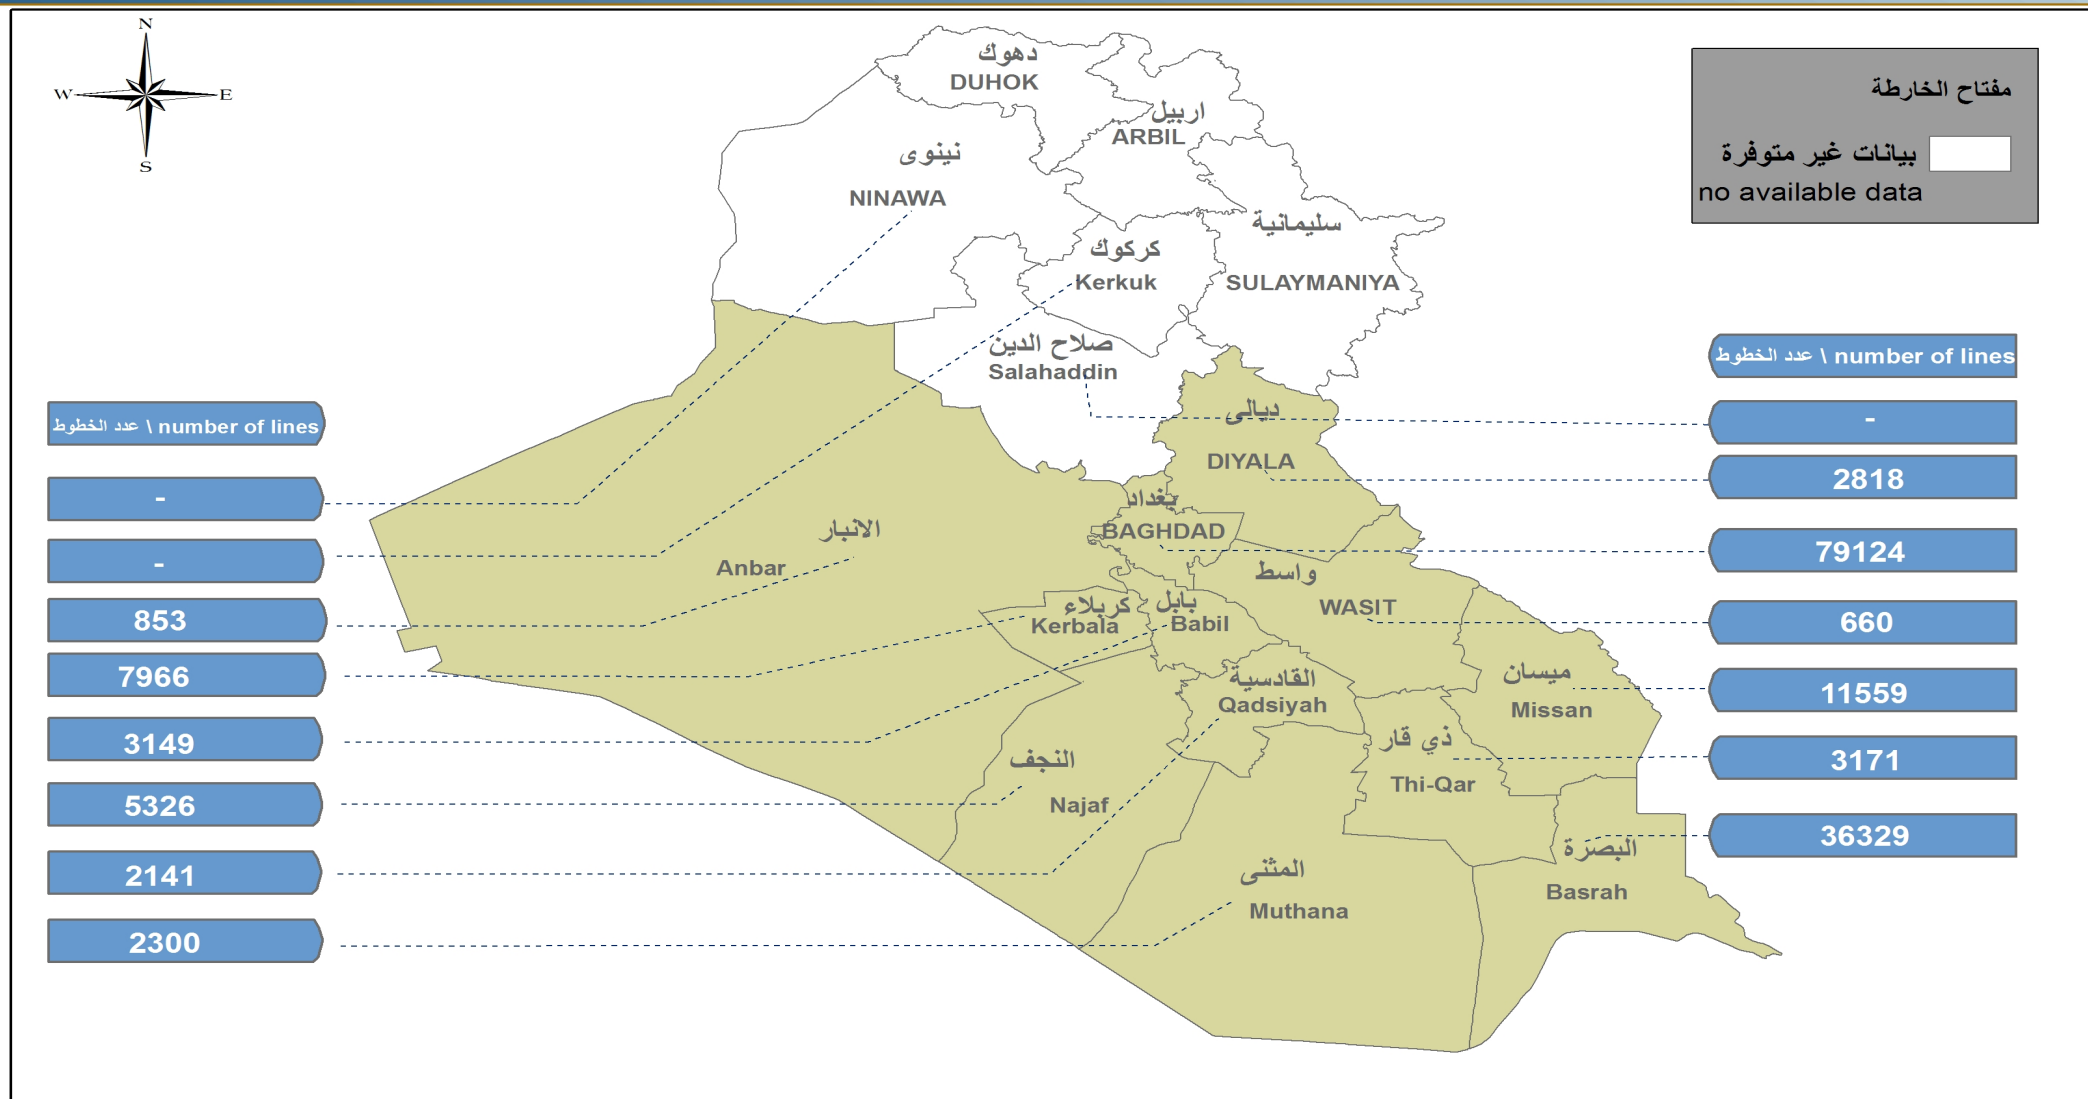 N
W
E
S
مفتاح الخارطة
بيانات غير متوفرة
no available data
دهوك
DUHOK
اربيل
ARBIL
نينوى
NINAWA
سليمانية
SULAYMANIYA
كركوك
Kerkuk
صلاح الدين
Salahaddin
ديالى
DIYALA
بغداد
BAGHDAD
الانبار
Anbar
واسط
WASIT
كربلاء
Kerbala
بابل
Babil
القادسية
Qadsiyah
ميسان
Missan
ذي قار
Thi-Qar
النجف
Najaf
المثنى
Muthana
البصرة
Basrah
عدد الخطوط \ number of lines
-
-
853
7966
3149
5326
2141
2300
عدد الخطوط \ number of lines
-
2818
79124
660
11559
3171
36329